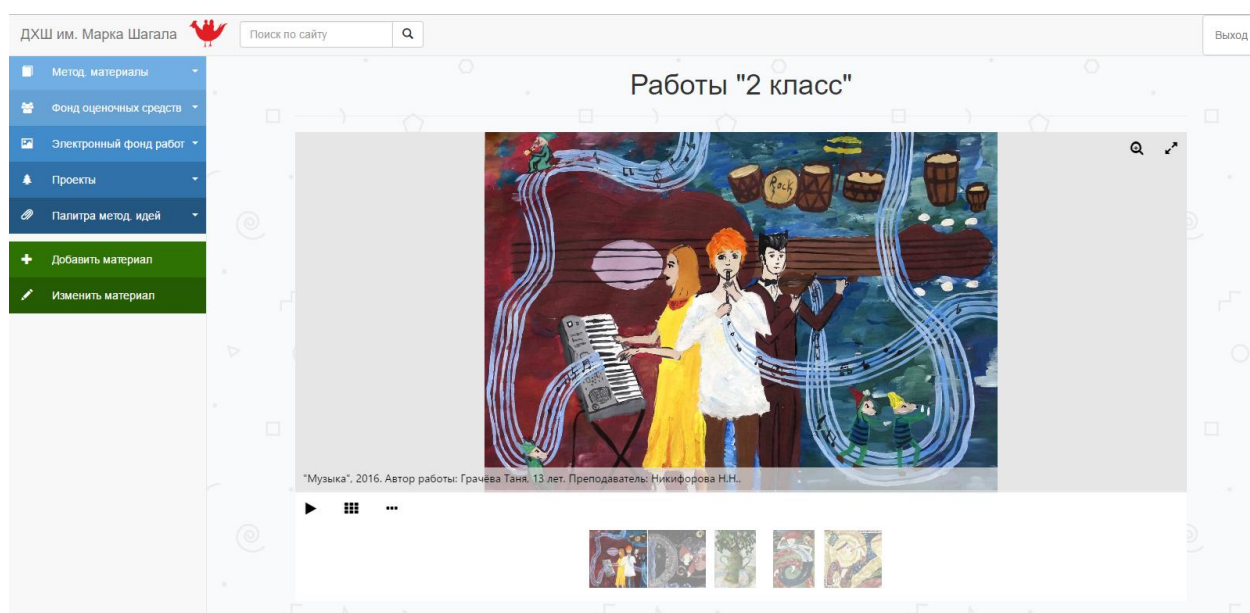 ДХШ им. Марка Шагала
Поиск по сайту
Выход
Метод. материалы
Фонд оценочных средств
Электронный фонд работ
Проекты
Палитра метод. идей
Добавить материал
Изменить материал
Работы "2 класс"
Rock
"Музыка", 2016. Автор работы: Грачёва Таня, 13 лет. Преподаватель: Никифорова Н.Н..